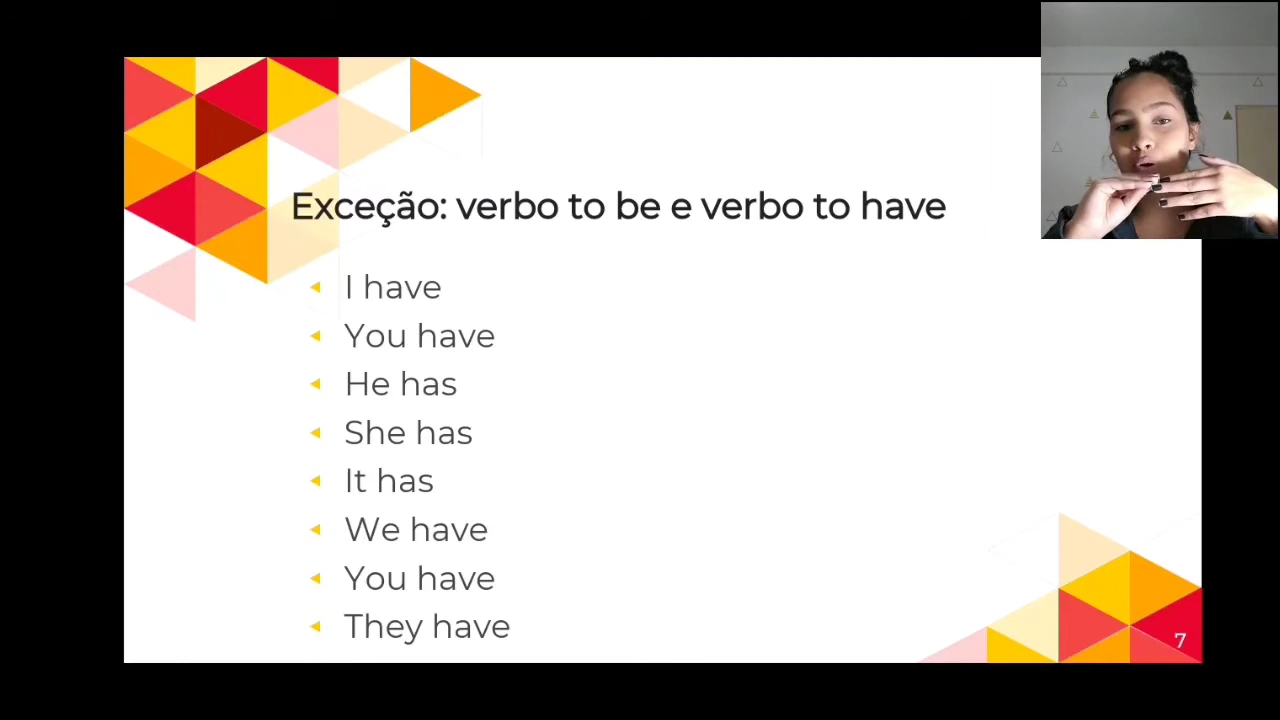 Exceção: verbo to be e verbo to have
I have
You have
He has
She has
It has
We have
You have
They have
7